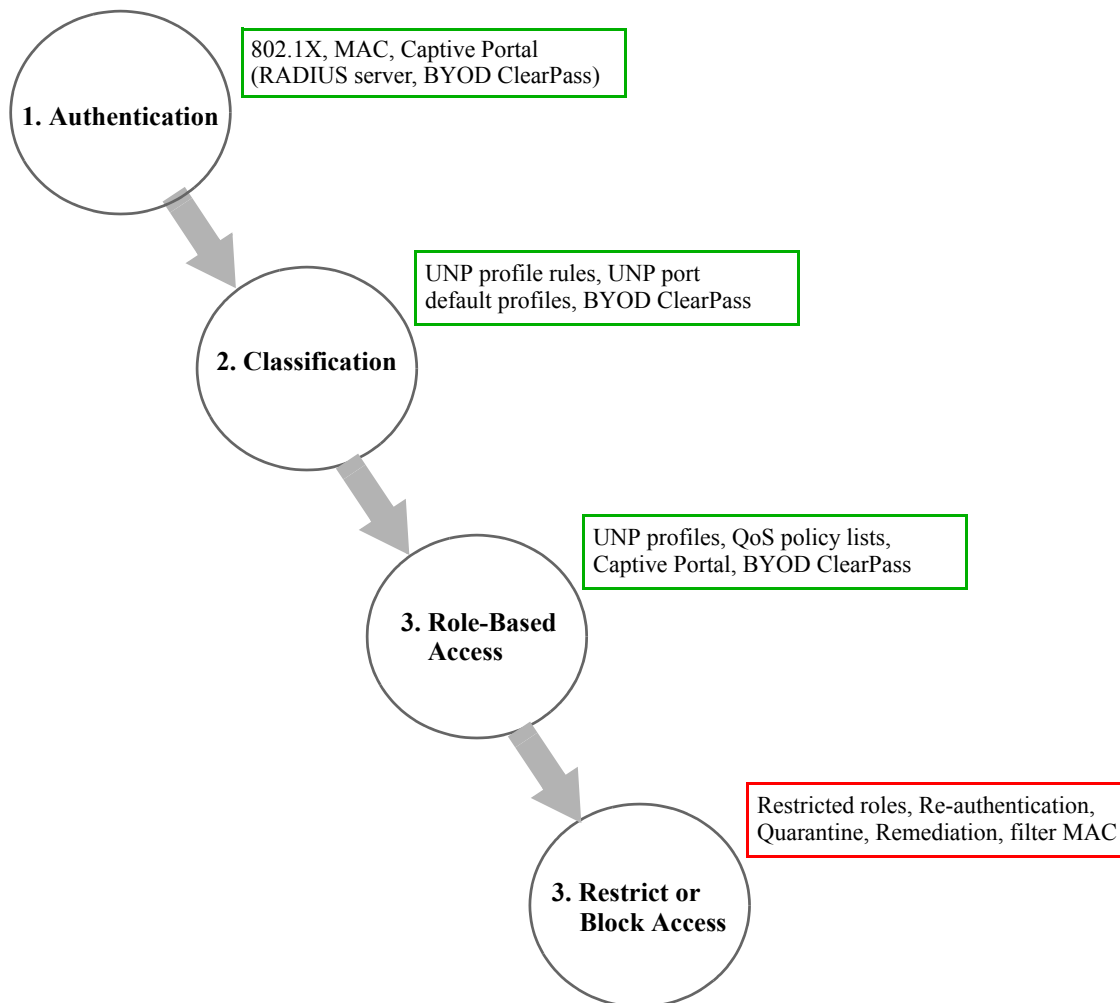 802.1X, MAC, Captive Portal
(RADIUS server, BYOD ClearPass)
1. Authentication
UNP profile rules, UNP port
default profiles, BYOD ClearPass
2. Classification
UNP profiles, QoS policy lists,
Captive Portal, BYOD ClearPass
3. Role-Based
Access
Restricted roles, Re-authentication,
Quarantine, Remediation, filter MAC
3. Restrict or
Block Access